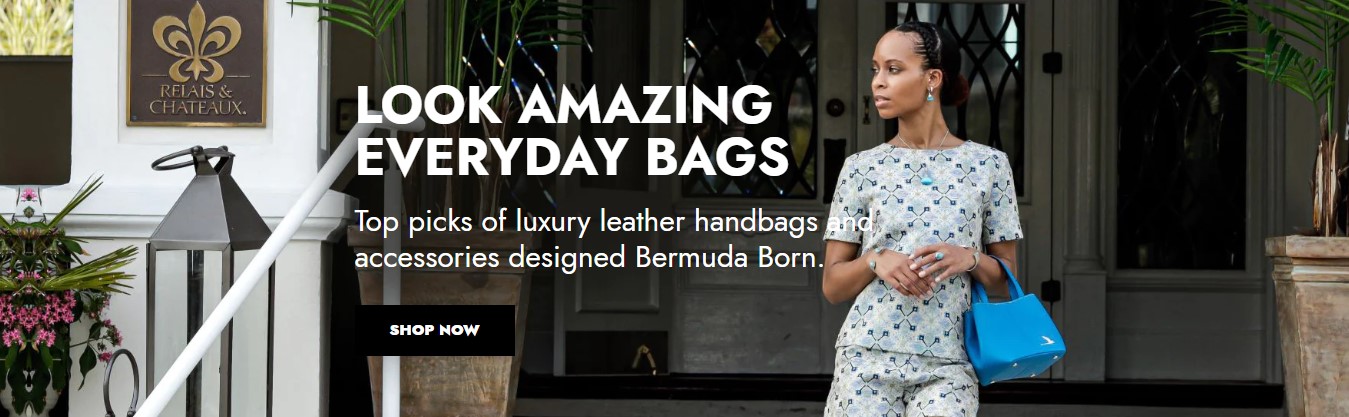 RELAIS &
CHATEAUX.
LOOK AMAZING
EVERYDAY BAGS
Top picks of luxury leather handbags and
accessories designed Bermuda Born.
SHOP NOW